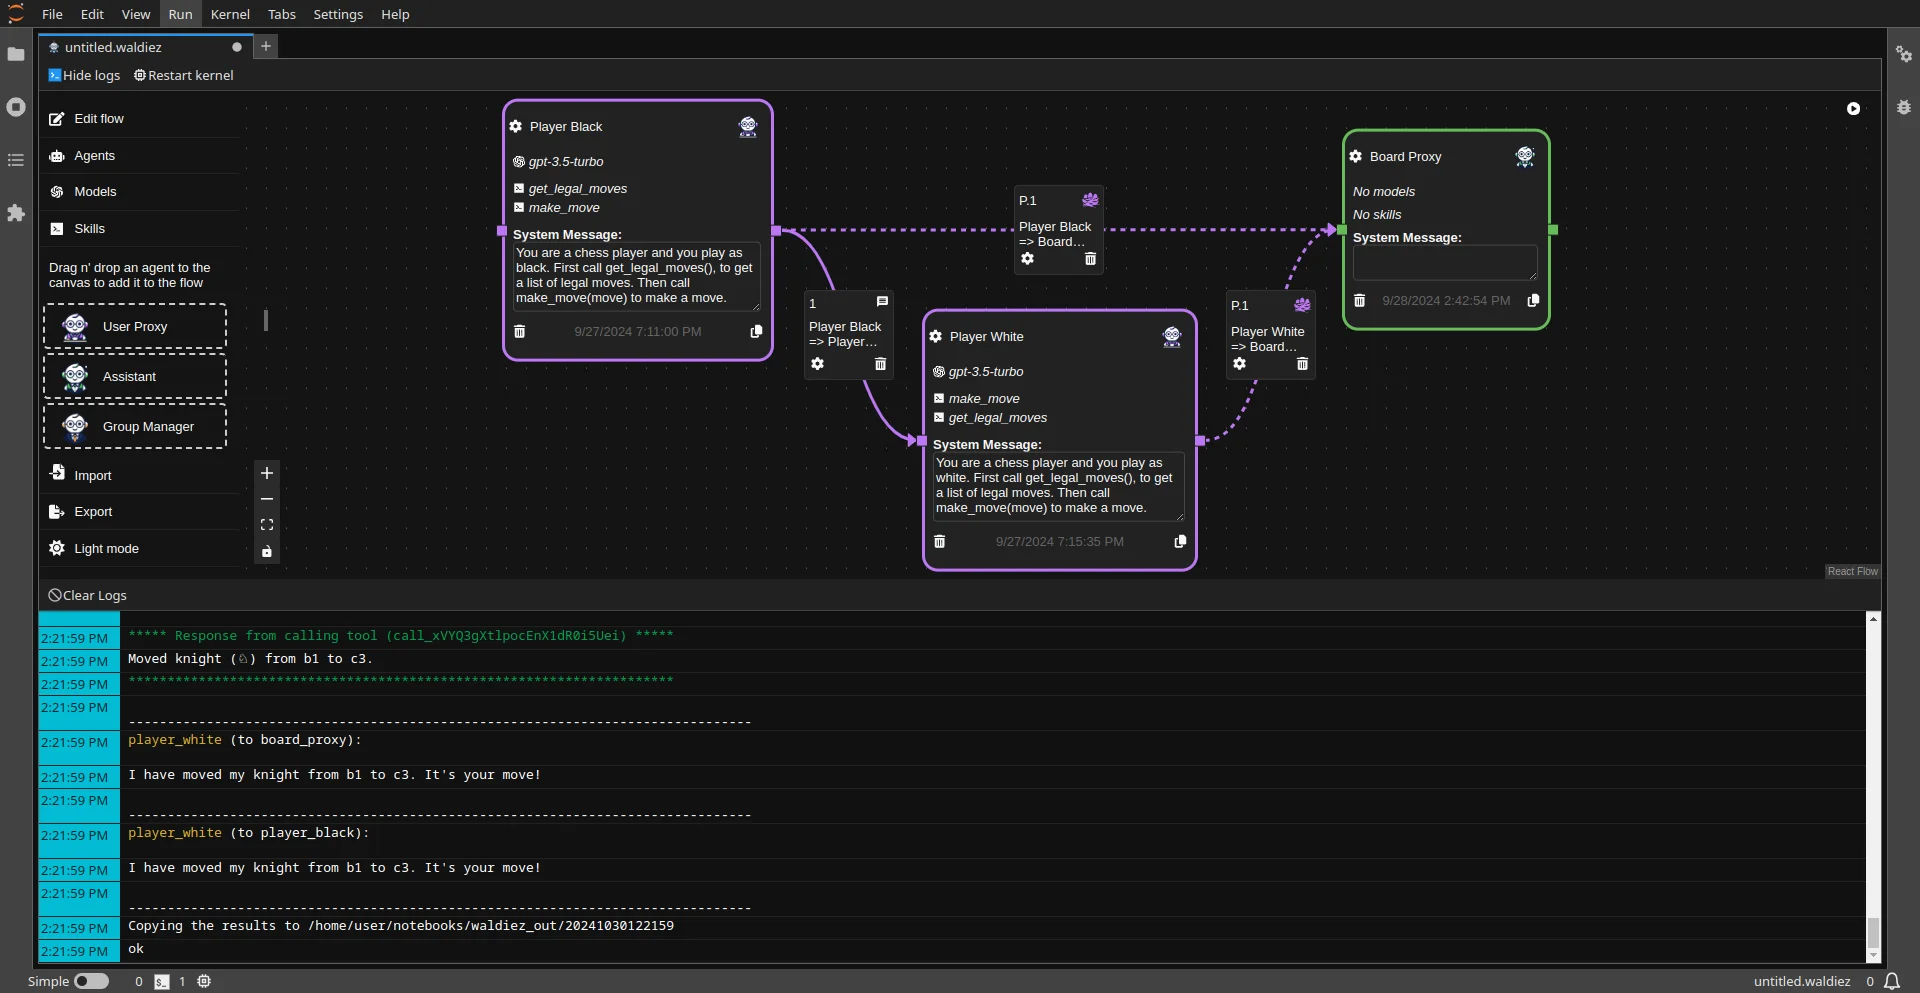 File Edit View Run Kernel Tabs Settings Help
untitled.waldiez
Hide logs Restart kernel
Edit flow
Agents
Models
Skills
Drag n' drop an agent to the
canvas to add it to the flow
User Proxy
Assistant
Group Manager
Import
Export
Light mode
Player Black
gpt-3.5-turbo
get_legal_moves
make_move
System Message:
You are a chess player and you play as
black. First call get_legal_moves(), to get
a list of legal moves. Then call
make_move(move) to make a move.
9/27/2024 7:11:00 PM
1
Player Black
=> Player...
P.1
Player Black
=> Board...
Player White
gpt-3.5-turbo
make_move
get_legal_moves
System Message:
You are a chess player and you play as
white. First call get_legal_moves(), to get
a list of legal moves. Then call
make_move(move) to make a move.
9/27/2024 7:15:35 PM
P.1
Player White
=> Board...
Board Proxy
No models
No skills
System Message:
9/28/2024 2:42:54 PM
React Flow
Clear Logs
2:21:59 PM ***** Response from calling tool (call_xVYQ3gXtlpocEnX1dR0i5Uei) *****
2:21:59 PM Moved knight (♘) from b1 to c3.
2:21:59 PM **********************************************************************
2:21:59 PM
--------------------------------------------------------------------------------
2:21:59 PM player_white (to board_proxy):
2:21:59 PM I have moved my knight from b1 to c3. It's your move!
2:21:59 PM
--------------------------------------------------------------------------------
2:21:59 PM player_white (to player_black):
2:21:59 PM I have moved my knight from b1 to c3. It's your move!
2:21:59 PM
--------------------------------------------------------------------------------
2:21:59 PM Copying the results to /home/user/notebooks/waldiez_out/20241030122159
2:21:59 PM ok
Simple 0 $_ 1 untitled.waldiez 0